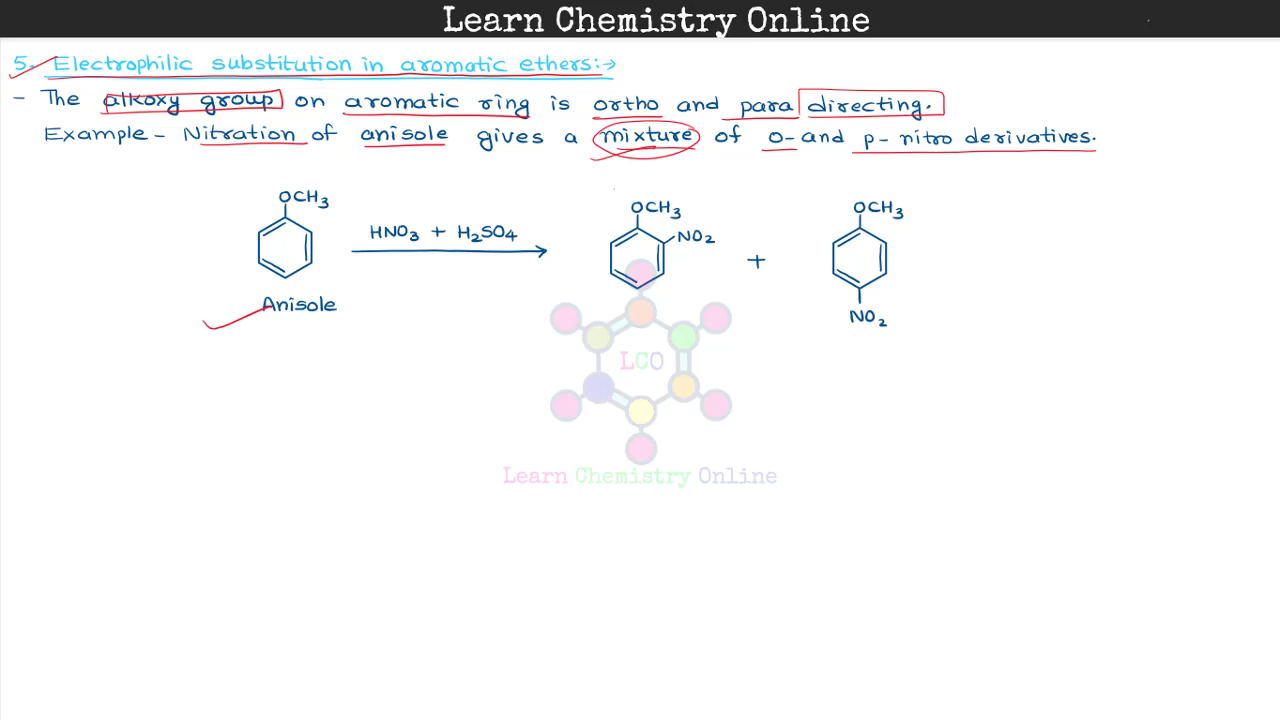 Learn Chemistry Online
5. Electrophilic substitution in aromatic ethers:→
- The alkoxy group on aromatic ring is ortho and para directing.
Example - Nitration of anisole gives a mixture of o- and p- nitro derivatives.
OCH3
HNO3 + H2SO4
Anisole
OCH3
NO2
+
OCH3
NO2
LCO
Learn Chemistry Online